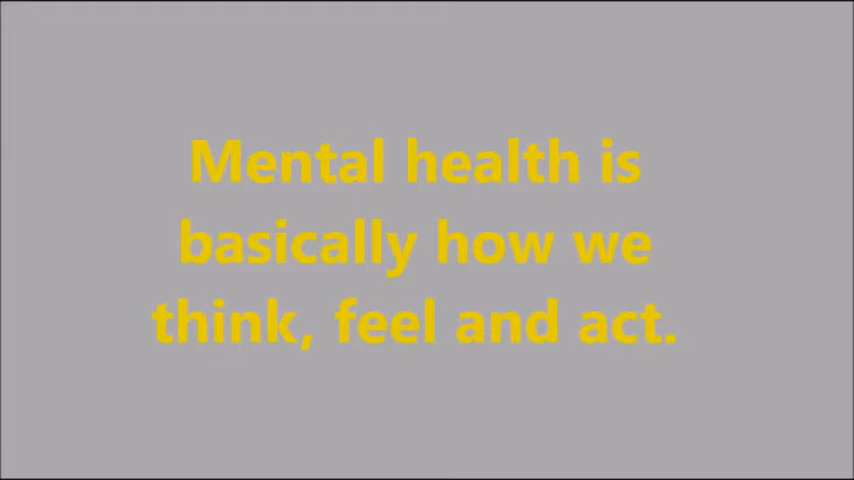 Mental health is
basically how we
think, feel and act.